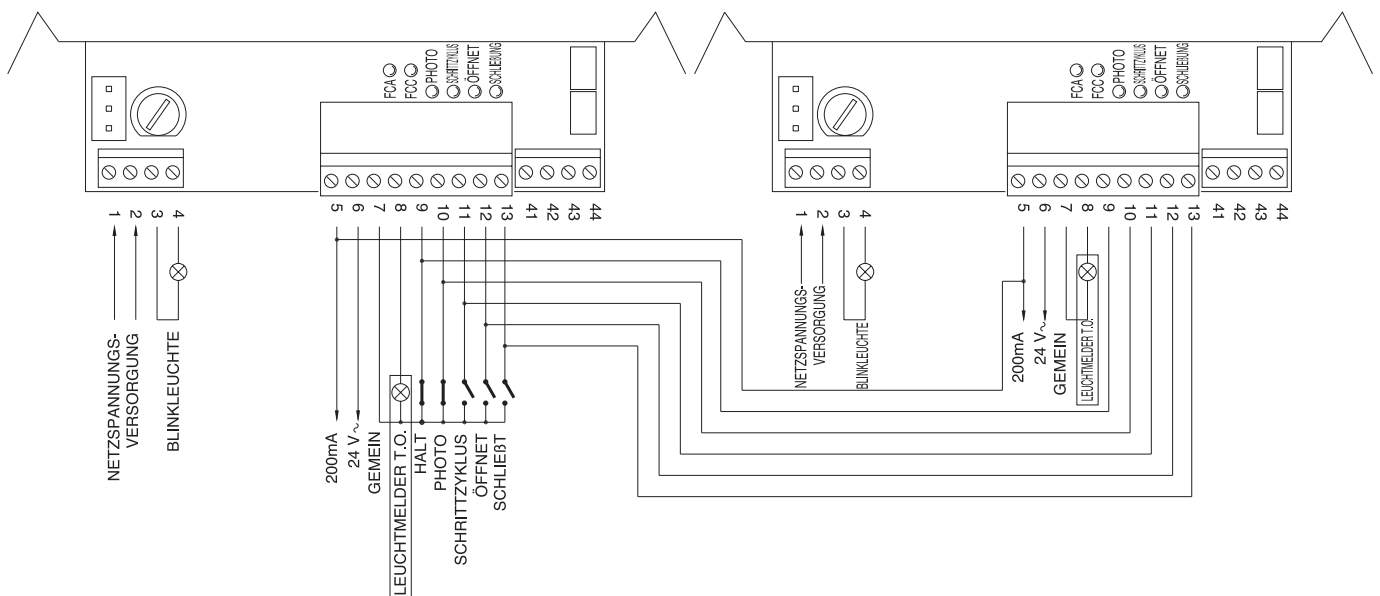 FCA
FCC
PHOTO
SCHRITTZYKLUS
ÖFFNET
SCHLIEßUNG
1
2
3
4
5
6
7
8
9
10
11
12
13
41
42
43
44
NETZSPANNUNGS-
VERSORGUNG
BLINKLEUCHTE
200mA
24 V~
GEMEIN
LEUCHTMELDER T.O.
HALT
PHOTO
SCHRITTZYKLUS
ÖFFNET
SCHLIEßT
FCA
FCC
PHOTO
SCHRITTZYKLUS
ÖFFNET
SCHLIEßUNG
1
2
3
4
5
6
7
8
9
10
11
12
13
41
42
43
44
NETZSPANNUNGS-
VERSORGUNG
BLINKLEUCHTE
200mA
24 V~
GEMEIN
LEUCHTMELDER T.O.